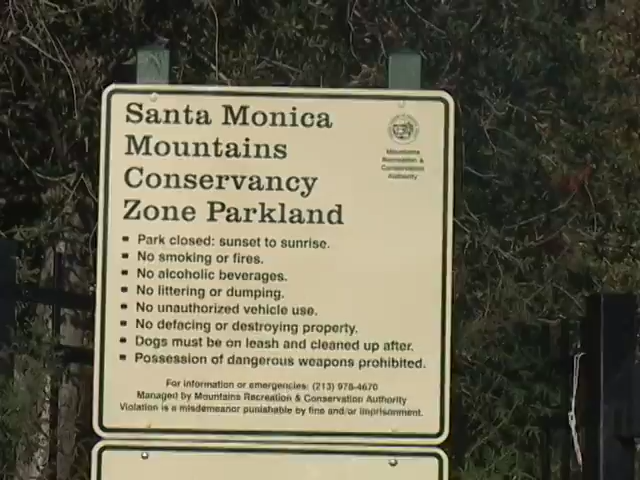 Santa Monica
Mountains
Conservancy
Zone Parkland
Mountains
Recreation &
Conservation
Authority
Park closed: sunset to sunrise.
No smoking or fires.
No alcoholic beverages.
No littering or dumping.
No unauthorized vehicle use.
No defacing or destroying property.
Dogs must be on leash and cleaned up after.
Possession of dangerous weapons prohibited.
For information or emergencies: (213) 978-4670
Managed by Mountains Recreation & Conservation Authority
Violation is a misdemeanor punishable by fine and/or imprisonment.